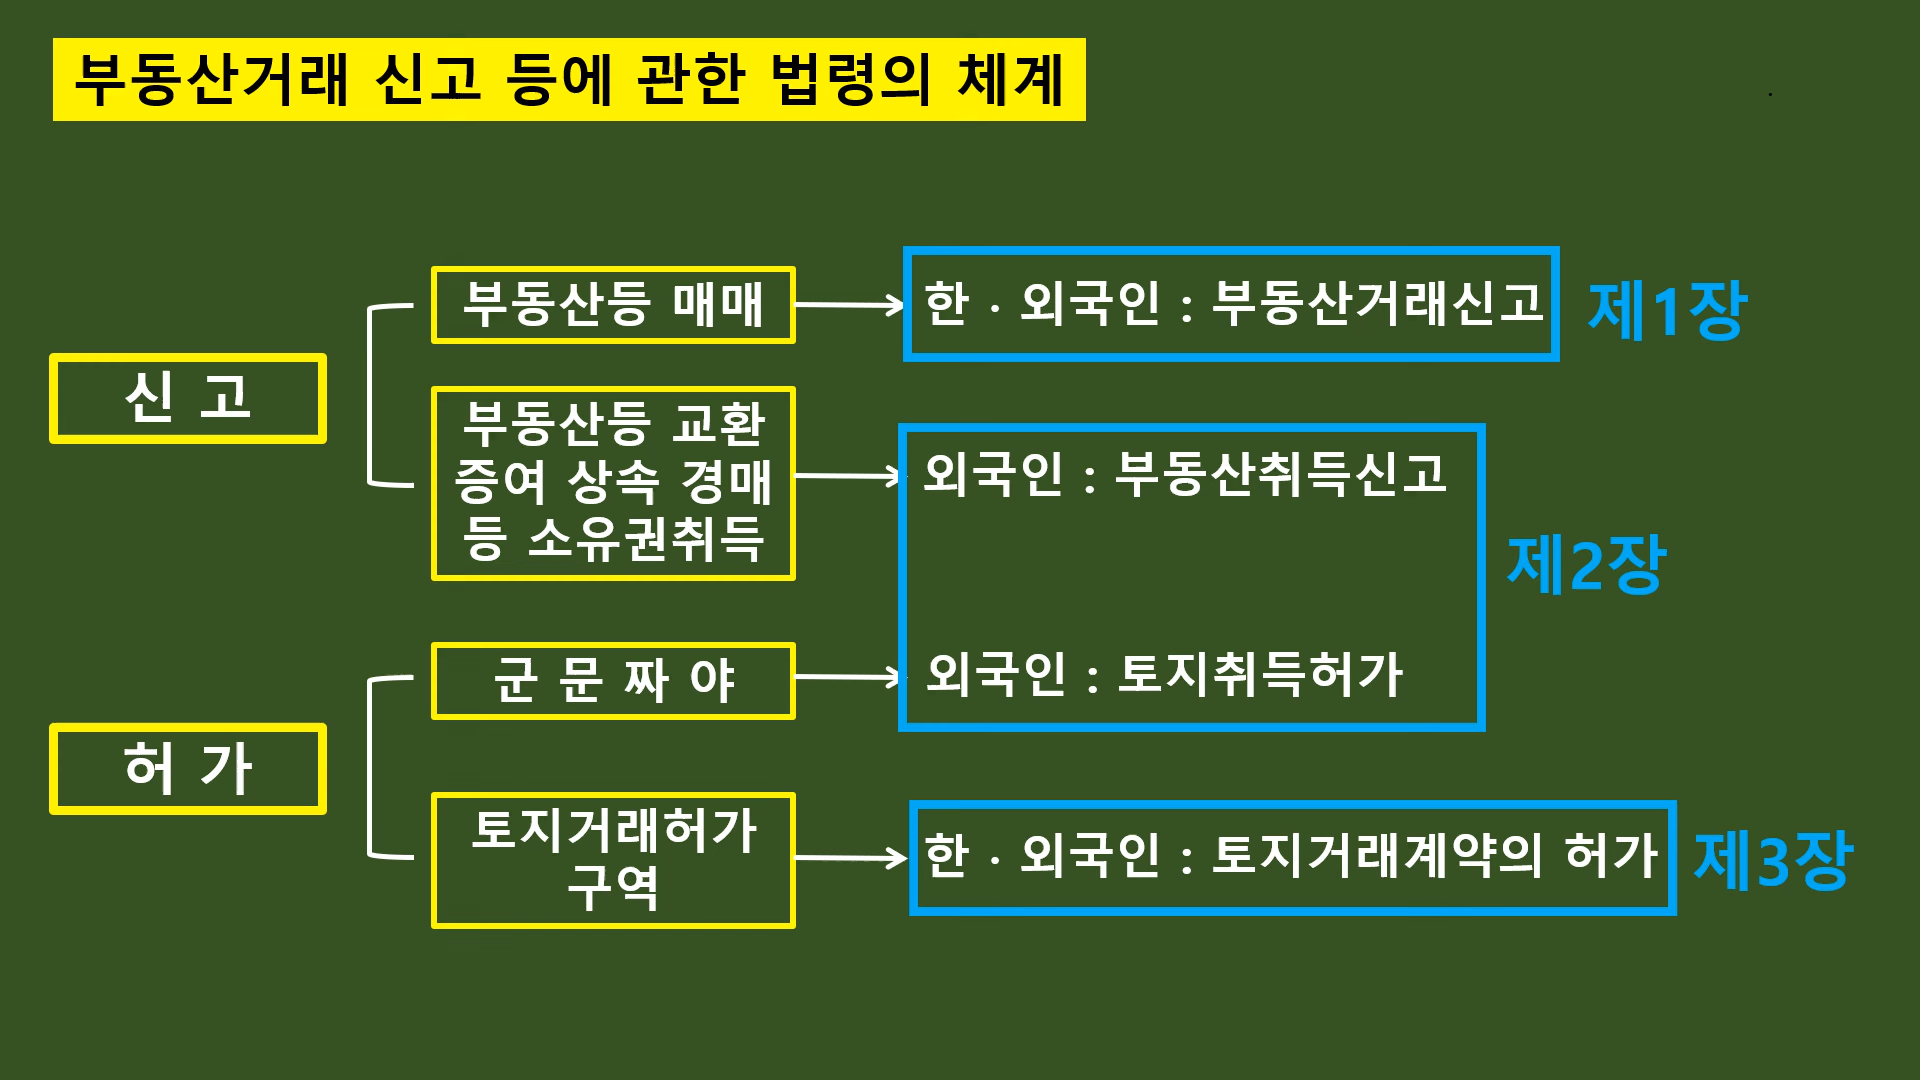 부동산거래 신고 등에 관한 법령의 체계
신 고
부동산등 매매
한 · 외국인 : 부동산거래신고
제1장
부동산등 교환
증여 상속 경매
등 소유권취득
외국인 : 부동산취득신고
제2장
허 가
군 문 짜 야
외국인 : 토지취득허가
토지거래허가
구역
한 · 외국인 : 토지거래계약의 허가
제3장